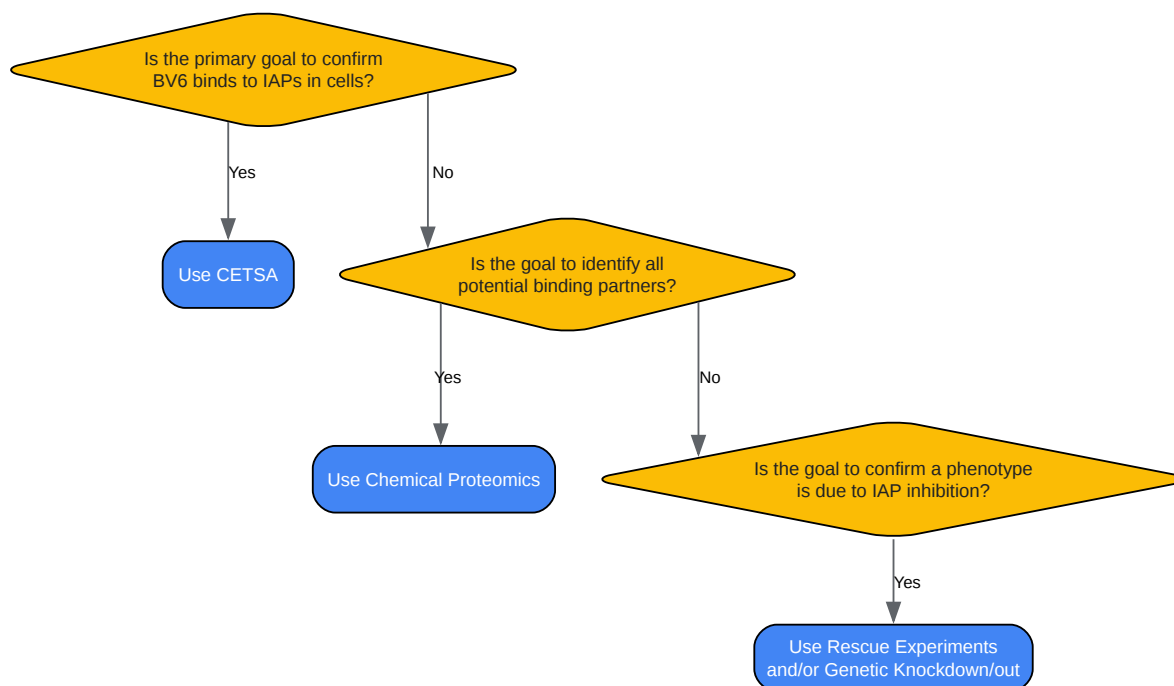 Is the primary goal to confirm
BV6 binds to IAPs in cells?
Yes
No
Use CETSA
Is the goal to identify all
potential binding partners?
Yes
No
Use Chemical Proteomics
Is the goal to confirm a phenotype
is due to IAP inhibition?
Yes
Use Rescue Experiments
and/or Genetic Knockdown/out